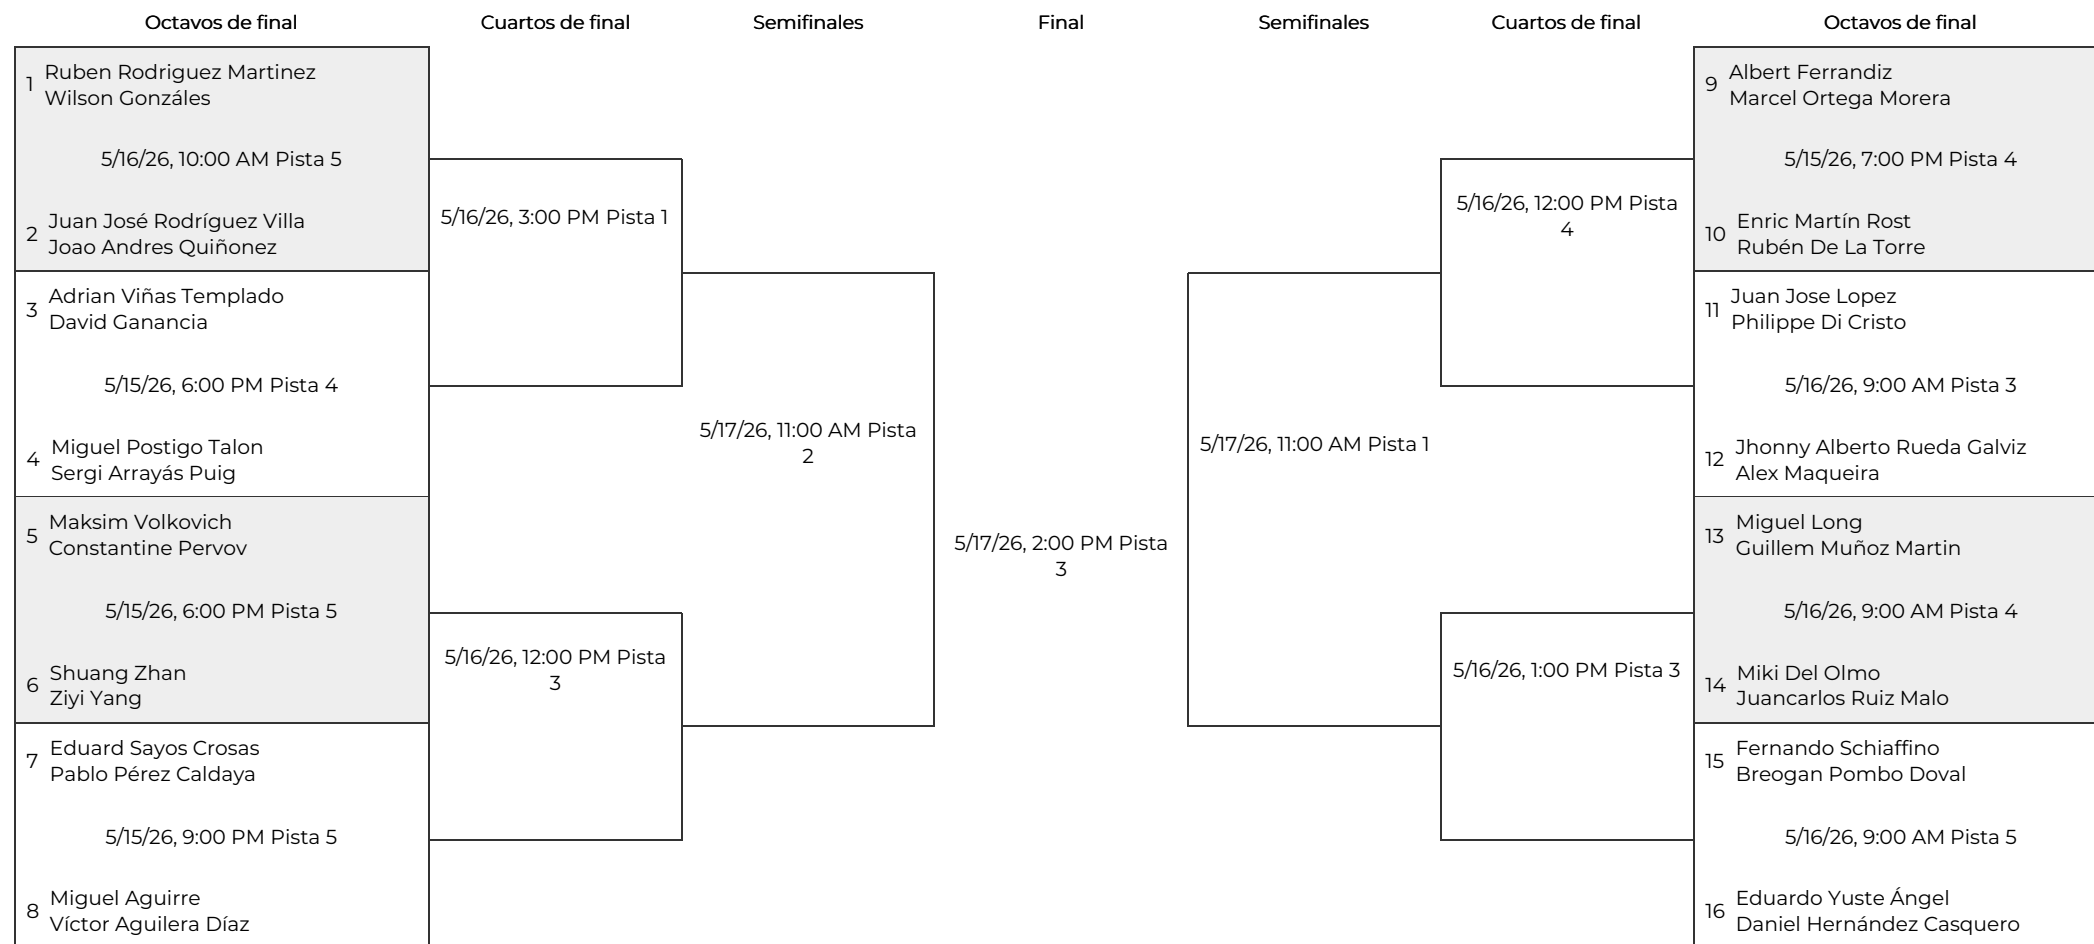 Octavos de final
Cuartos de final
Semifinales
Final
Semifinales
Cuartos de final
Octavos de final
1
Ruben Rodriguez Martinez
Wilson Gonzáles
5/16/26, 10:00 AM Pista 5
2
Juan José Rodríguez Villa
Joao Andres Quiñonez
3
Adrian Viñas Templado
David Ganancia
5/15/26, 6:00 PM Pista 4
4
Miguel Postigo Talon
Sergi Arrayás Puig
5
Maksim Volkovich
Constantine Pervov
5/15/26, 6:00 PM Pista 5
6
Shuang Zhan
Ziyi Yang
7
Eduard Sayos Crosas
Pablo Pérez Caldaya
5/15/26, 9:00 PM Pista 5
8
Miguel Aguirre
Víctor Aguilera Díaz
5/16/26, 3:00 PM Pista 1
5/16/26, 12:00 PM Pista
3
5/17/26, 11:00 AM Pista
2
5/17/26, 2:00 PM Pista
3
5/17/26, 11:00 AM Pista 1
5/16/26, 12:00 PM Pista
4
5/16/26, 1:00 PM Pista 3
9
Albert Ferrandiz
Marcel Ortega Morera
5/15/26, 7:00 PM Pista 4
10
Enric Martín Rost
Rubén De La Torre
11
Juan Jose Lopez
Philippe Di Cristo
5/16/26, 9:00 AM Pista 3
12
Jhonny Alberto Rueda Galviz
Alex Maqueira
13
Miguel Long
Guillem Muñoz Martin
5/16/26, 9:00 AM Pista 4
14
Miki Del Olmo
Juancarlos Ruiz Malo
15
Fernando Schiaffino
Breogan Pombo Doval
5/16/26, 9:00 AM Pista 5
16
Eduardo Yuste Ángel
Daniel Hernández Casquero